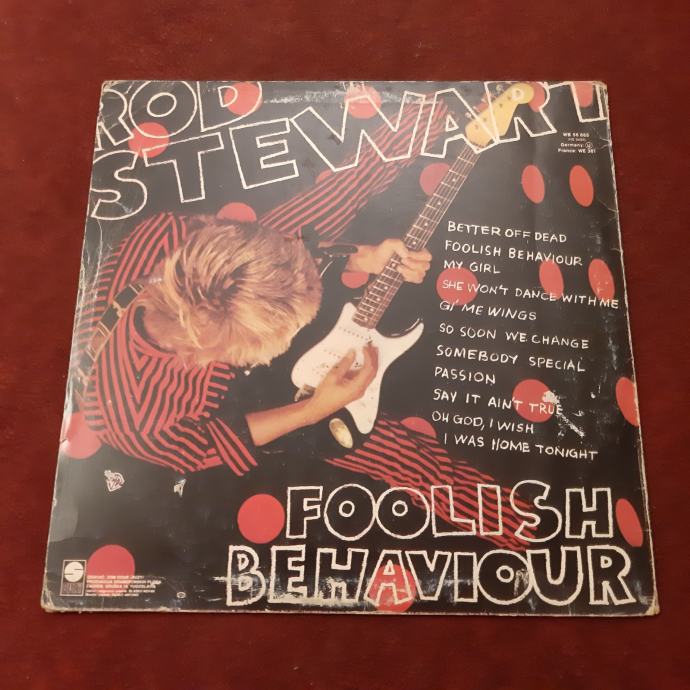 ROD
STEWART
WB 56 865
Germany: U
France: WE 381
BETTER OFF DEAD
FOOLISH BEHAVIOUR
MY GIRL
SHE WON'T DANCE WITH ME
GI' ME WINGS
SO SOON WE CHANGE
SOMEBODY SPECIAL
PASSION
SAY IT AIN'T TRUE
OH GOD, I WISH
I WAS HOME TONIGHT
FOOLISH
BEHAVIOUR